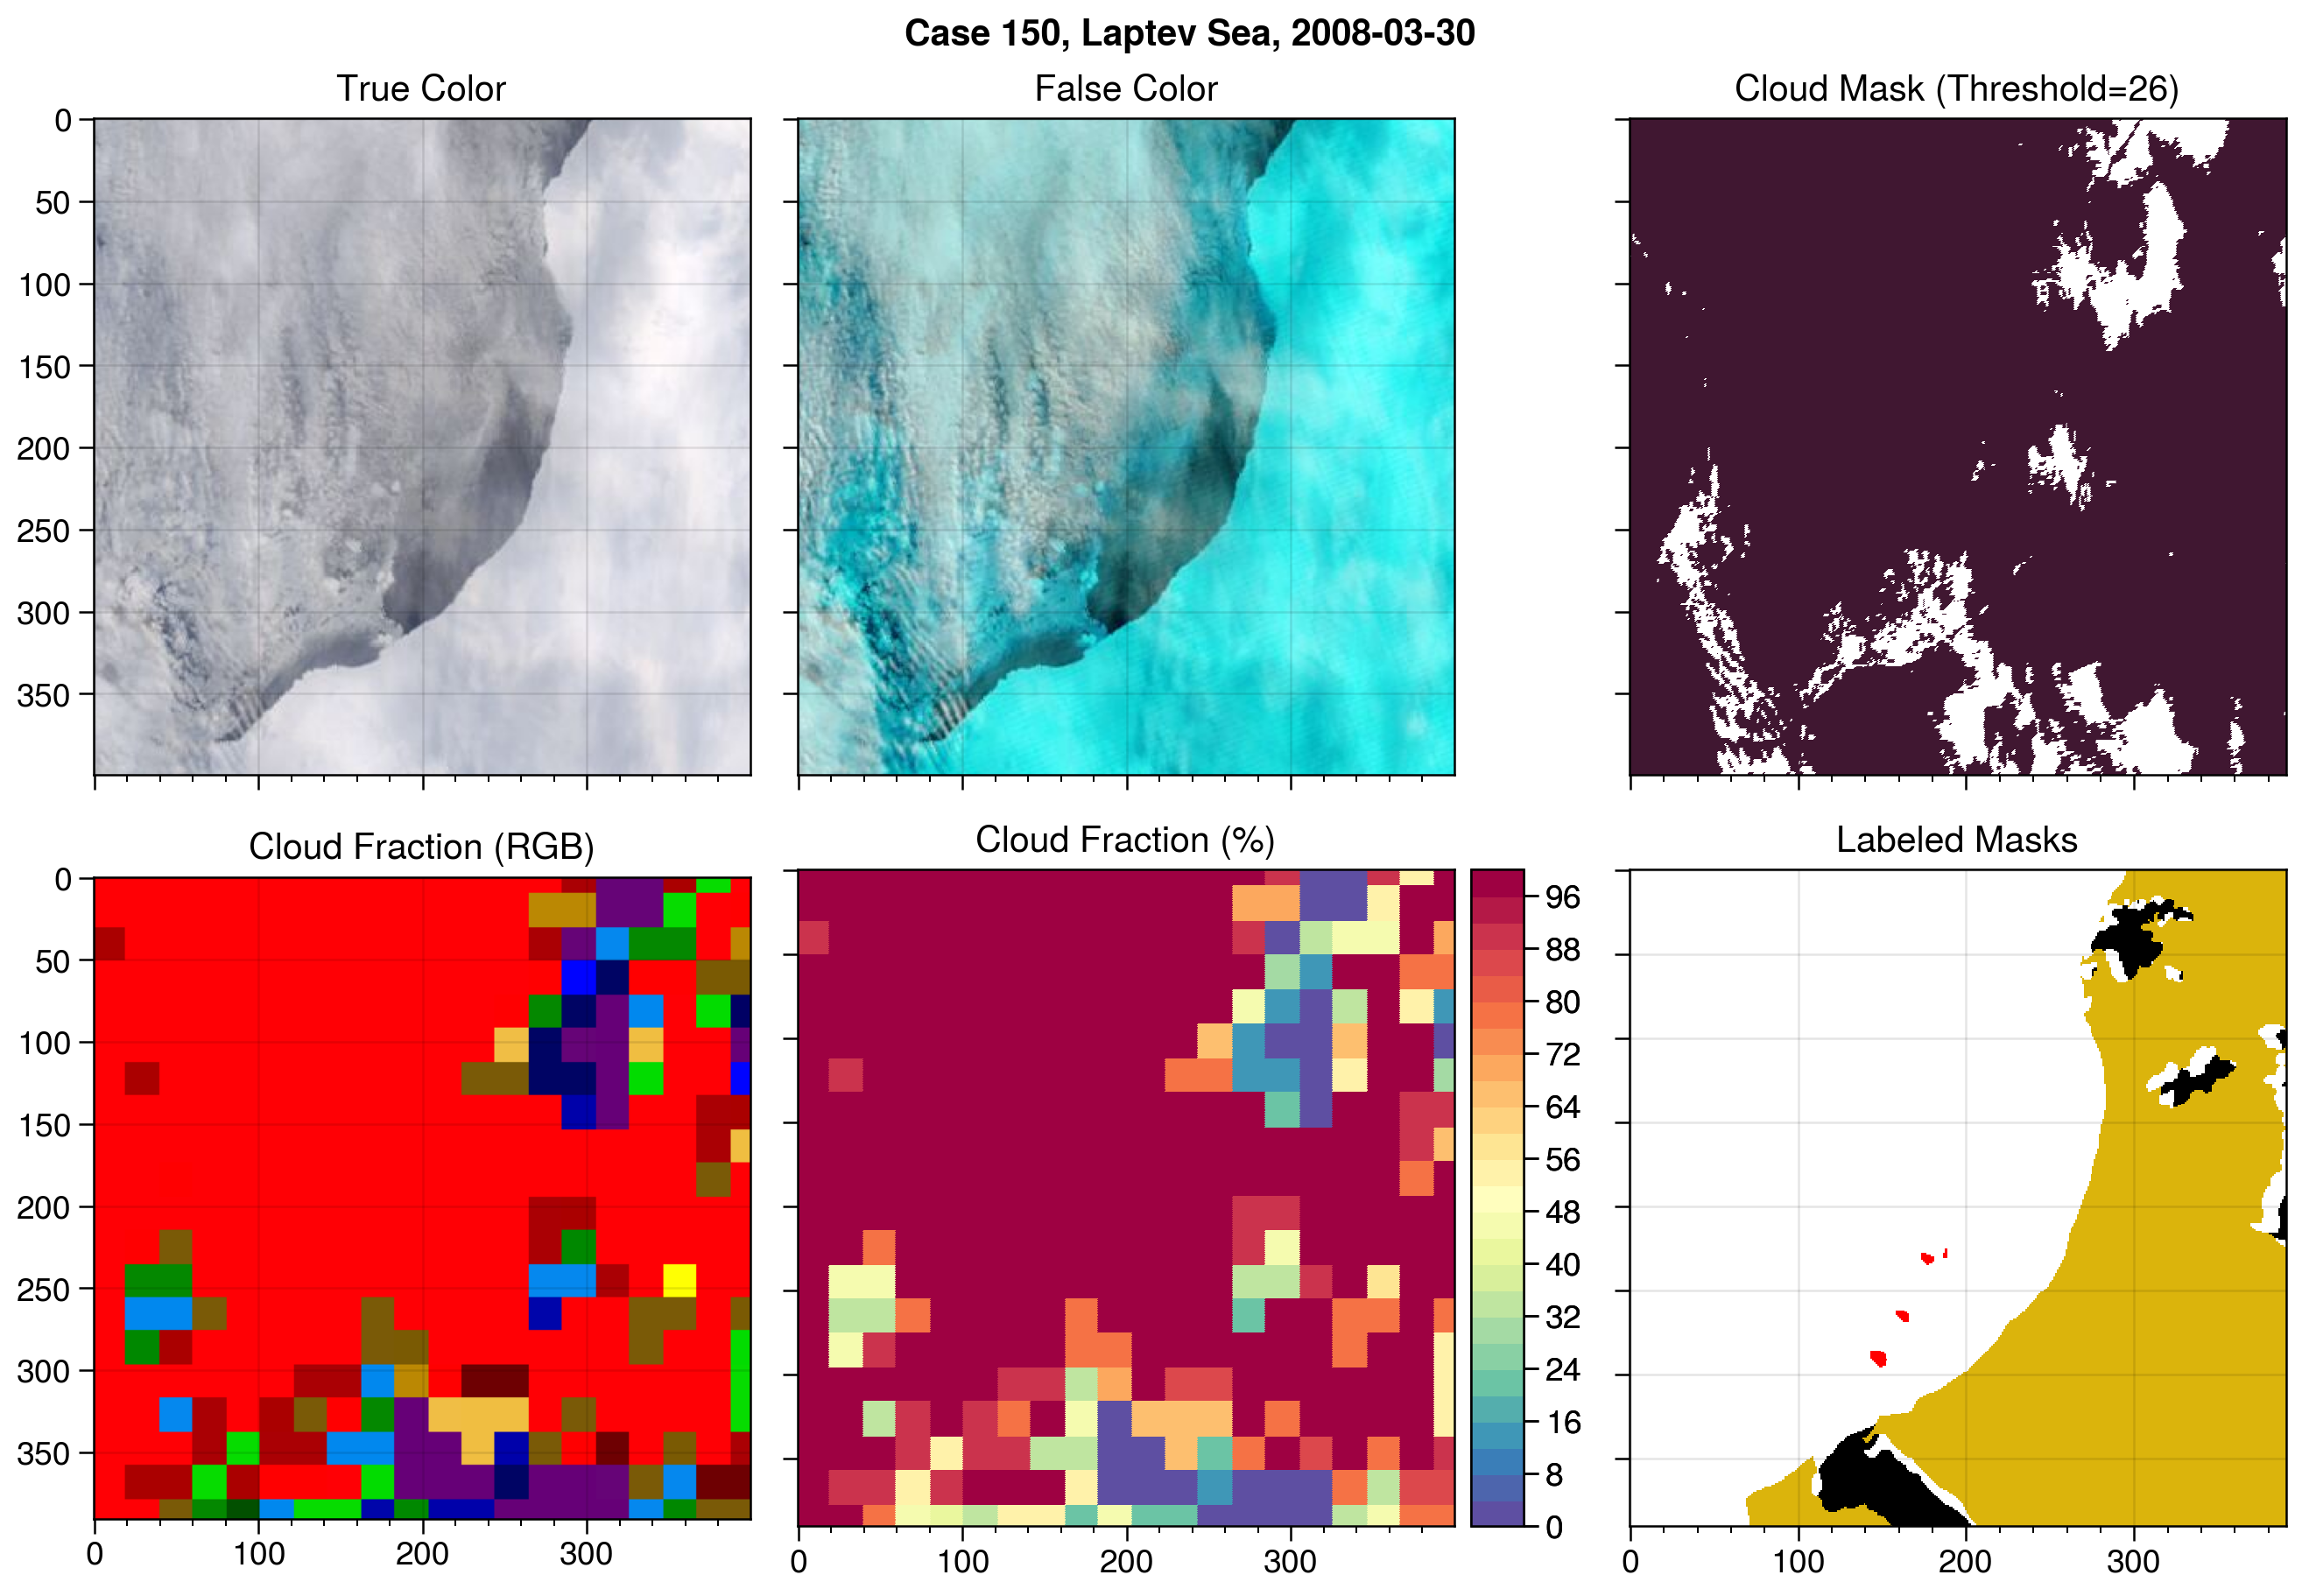 Case 150, Laptev Sea, 2008-03-30
True Color
False Color
Cloud Mask (Threshold=26)
0
50
100
150
200
250
300
350
Cloud Fraction (RGB)
Cloud Fraction (%)
Labeled Masks
0
50
100
150
200
250
300
350
96
88
80
72
64
56
48
40
32
24
16
8
0
0 100 200 300
0 100 200 300
0 100 200 300